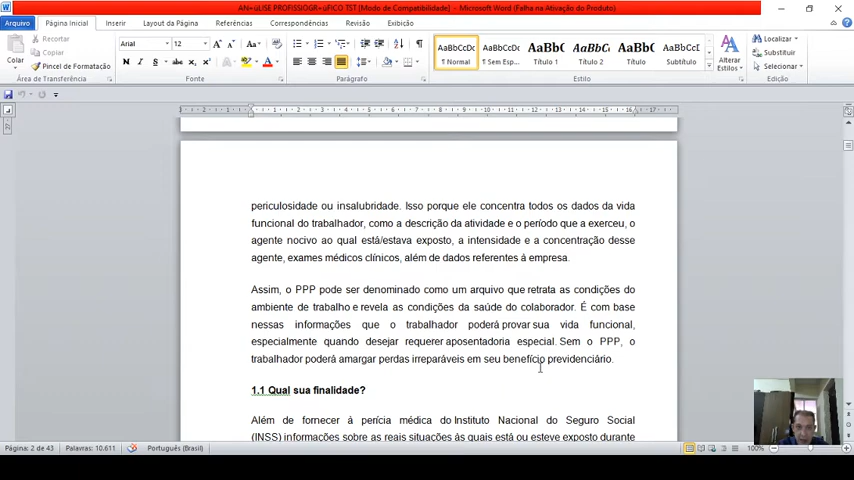 AN+üLISE PROFISSIOGR+üFICO TST [Modo de Compatibilidade] - Microsoft Word (Falha na Ativação do Produto)
Arquivo Página Inicial Inserir Layout da Página Referências Correspondências Revisão Exibição
Colar
Recortar
Copiar
Pincel de Formatação
Área de Transferência
Arial 12
Fonte
Parágrafo
AaBbCcDc AaBbCcDc AaBbC AaBbCc AaBbC AaBbCcI
¶ Normal ¶ Sem Esp... Título 1 Título 2 Título Subtítulo
Alterar Estilos
Estilo
Localizar
Substituir
Selecionar
Edição
periculosidade ou insalubridade. Isso porque ele concentra todos os dados da vida
funcional do trabalhador, como a descrição da atividade e o período que a exerceu, o
agente nocivo ao qual está/estava exposto, a intensidade e a concentração desse
agente, exames médicos clínicos, além de dados referentes à empresa.
Assim, o PPP pode ser denominado como um arquivo que retrata as condições do
ambiente de trabalho e revela as condições da saúde do colaborador. É com base
nessas informações que o trabalhador poderá provar sua vida funcional,
especialmente quando desejar requerer aposentadoria especial. Sem o PPP, o
trabalhador poderá amargar perdas irreparáveis em seu benefício previdenciário.
1.1 Qual sua finalidade?
Além de fornecer à perícia médica do Instituto Nacional do Seguro Social
(INSS) informações sobre as reais situações às quais está ou esteve exposto durante
Página: 2 de 43 Palavras: 10.611 Português (Brasil) 100%